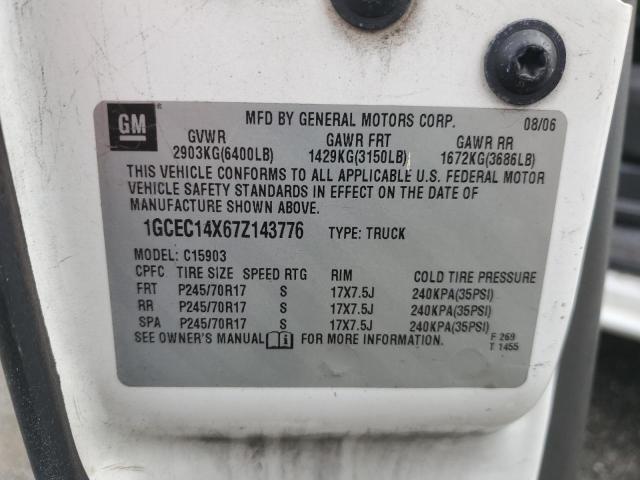 GM
MFD BY GENERAL MOTORS CORP. 08/06
GVWR GAWR FRT GAWR RR
2903KG(6400LB) 1429KG(3150LB) 1672KG(3686LB)
THIS VEHICLE CONFORMS TO ALL APPLICABLE U.S. FEDERAL MOTOR
VEHICLE SAFETY STANDARDS IN EFFECT ON THE DATE OF
MANUFACTURE SHOWN ABOVE.
1GCEC14X67Z143776 TYPE: TRUCK
MODEL: C15903
CPFC TIRE SIZE SPEED RTG RIM COLD TIRE PRESSURE
FRT P245/70R17 S 17X7.5J 240KPA(35PSI)
RR P245/70R17 S 17X7.5J 240KPA(35PSI)
SPA P245/70R17 S 17X7.5J 240KPA(35PSI)
SEE OWNER'S MANUAL FOR MORE INFORMATION. F 269
T 1455